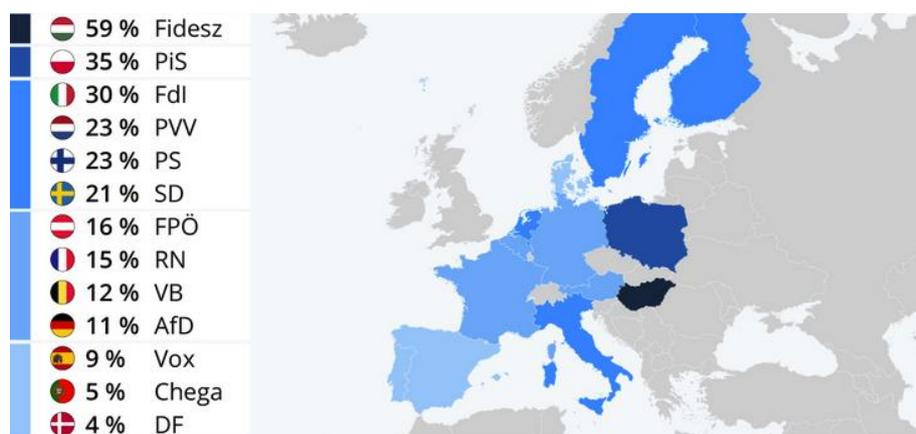 59 % Fidesz
35 % PiS
30 % FdI
23 % PVV
23 % PS
21 % SD
16 % FPÖ
15 % RN
12 % VB
11 % AfD
9 % Vox
5 % Chega
4 % DF